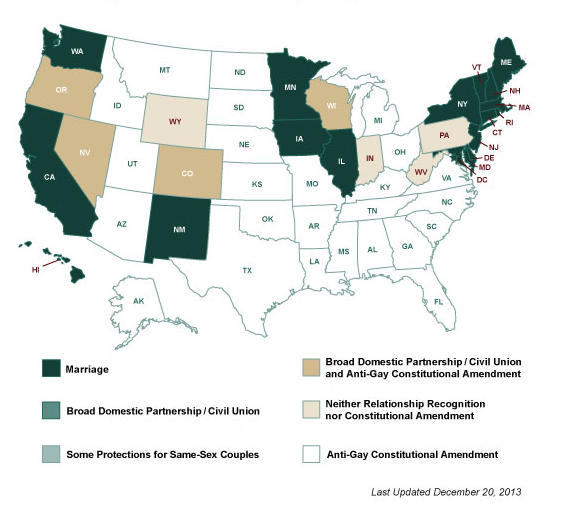 WA
MT
ND
MN
VT
ME
OR
ID
SD
WI
MI
NY
NH
MA
RI
CT
WY
NE
IA
PA
NJ
DE
MD
DC
NV
UT
CO
KS
MO
IL
IN
OH
WV
VA
KY
CA
AZ
NM
OK
AR
TN
NC
SC
HI
TX
LA
MS
AL
GA
AK
FL
Marriage
Broad Domestic Partnership / Civil Union
Some Protections for Same-Sex Couples
Broad Domestic Partnership / Civil Union
and Anti-Gay Constitutional Amendment
Neither Relationship Recognition
nor Constitutional Amendment
Anti-Gay Constitutional Amendment
Last Updated December 20, 2013